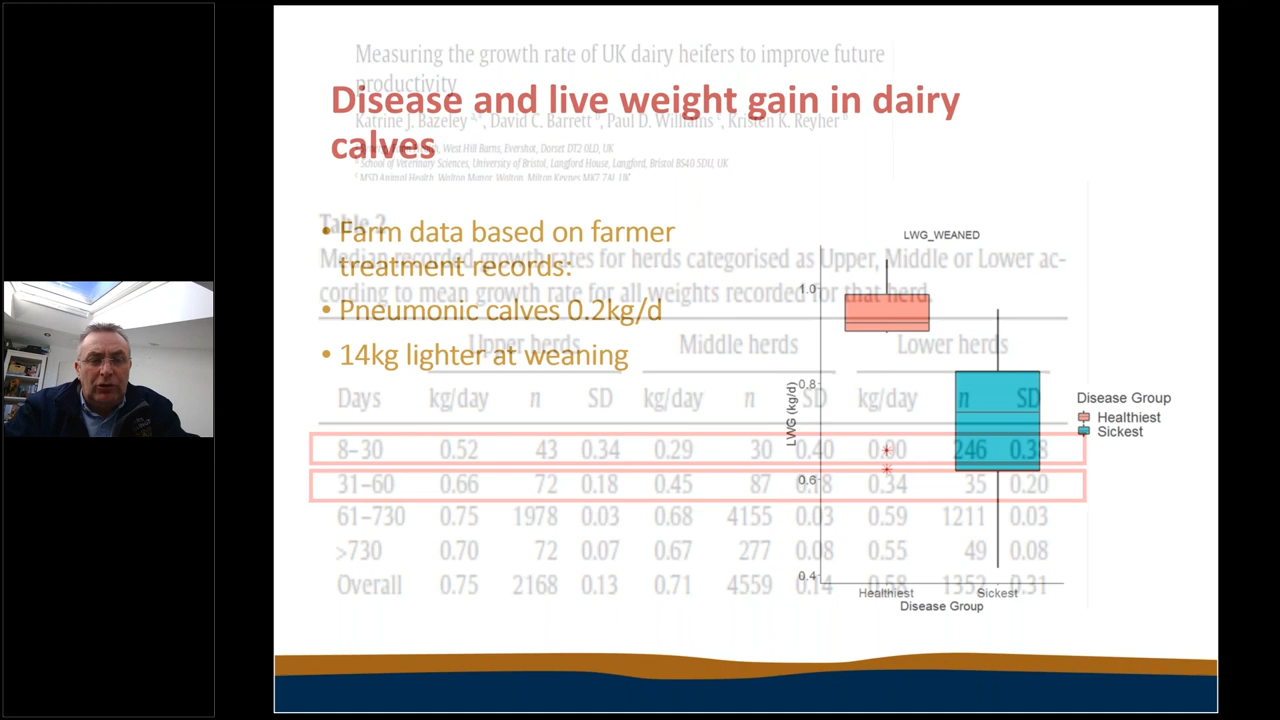 Measuring the growth rate of UK dairy heifers to improve future
productivity
Disease and live weight gain in dairy
calves
Katrine J. Bazeley, David C. Barrett, Paul D. Williams, Kristen K. Reyher
West Hill Barns, Evershot, Dorset DT2 0LD, UK
School of Veterinary Sciences, University of Bristol, Langford House, Langford, Bristol BS40 5DU, UK
MSD Animal Health, Walton Manor, Walton, Milton Keynes MK7 7AJ, UK
• Farm data based on farmer
treatment records:
• Pneumonic calves 0.2kg/d
• 14kg lighter at weaning
Table 2
Median recorded growth rates for herds categorised as Upper, Middle or Lower ac-
cording to mean growth rate for all weights recorded for that herd.
Upper herds Middle herds Lower herds
Days kg/day n SD kg/day n SD kg/day n SD
8–30 0.52 43 0.34 0.29 30 0.40 246 0.38
31–60 0.66 72 0.18 0.45 87 0.18 0.34 35 0.20
61–730 0.75 1978 0.03 0.68 4155 0.03 0.59 1211 0.03
>730 0.70 72 0.07 0.67 277 0.08 0.55 49 0.08
Overall 0.75 2168 0.13 0.71 4559 0.14 0.58 1352 0.31
LWG_WEANED
1.0
0.8
0.6
0.4
LWG (kg/d)
Healthiest Sickest
Disease Group
Disease Group
Healthiest
Sickest